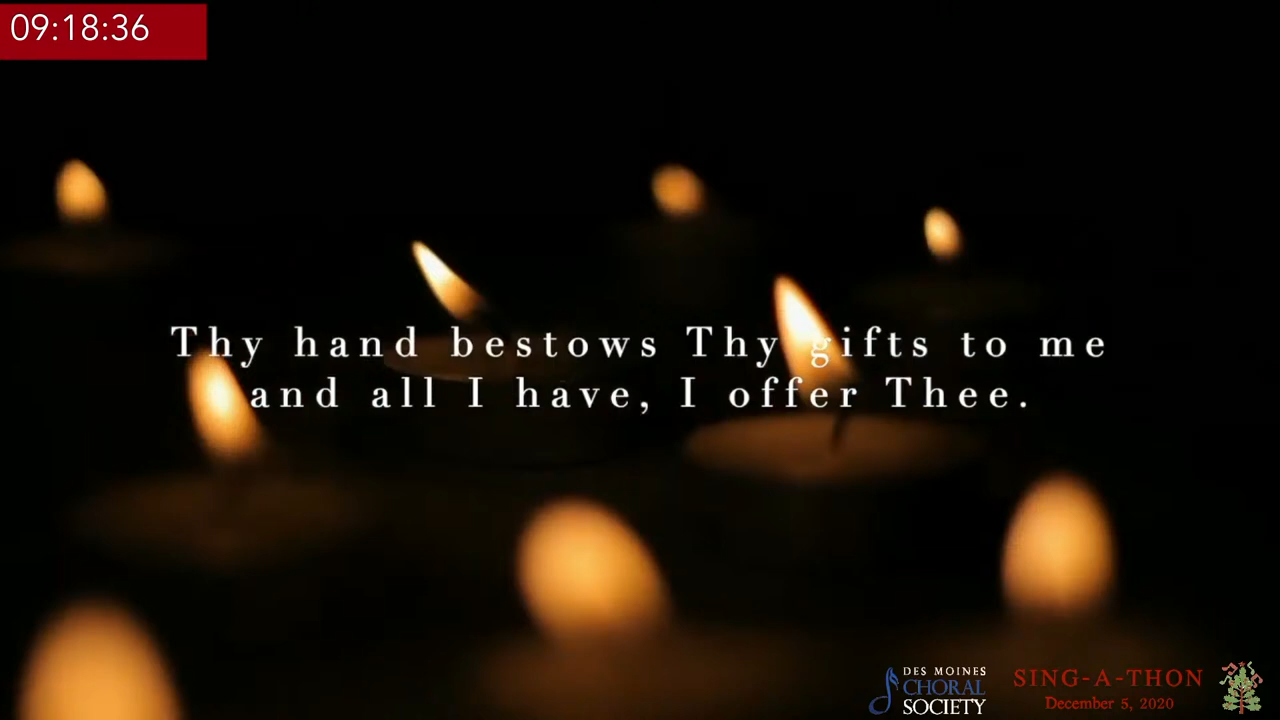 09:18:36
Thy hand bestows Thy gifts to me
and all I have, I offer Thee.
DES MOINES
CHORAL
SOCIETY
SING-A-THON
December 5, 2020